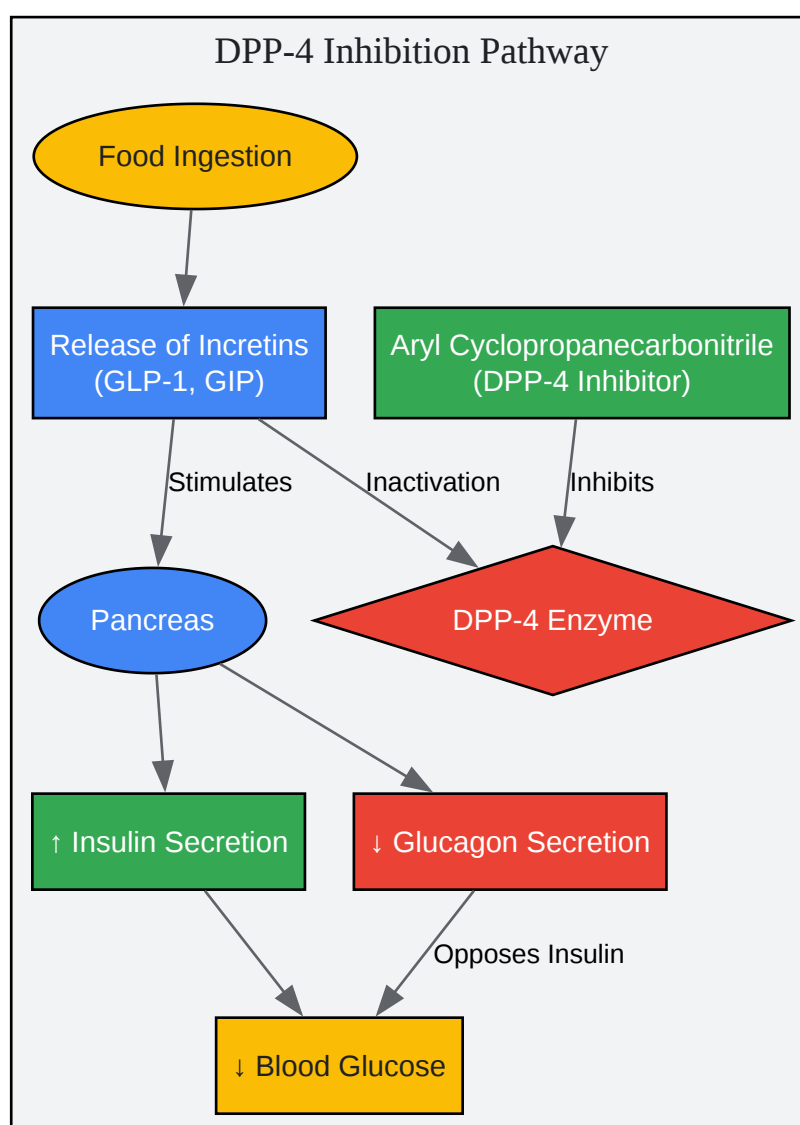 DPP-4 Inhibition Pathway
Food Ingestion
Release of Incretins
(GLP-1, GIP)
Aryl Cyclopropanecarbonitrile
(DPP-4 Inhibitor)
Stimulates
Inactivation
Inhibits
Pancreas
DPP-4 Enzyme
↑ Insulin Secretion
↓ Glucagon Secretion
Opposes Insulin
↓ Blood Glucose